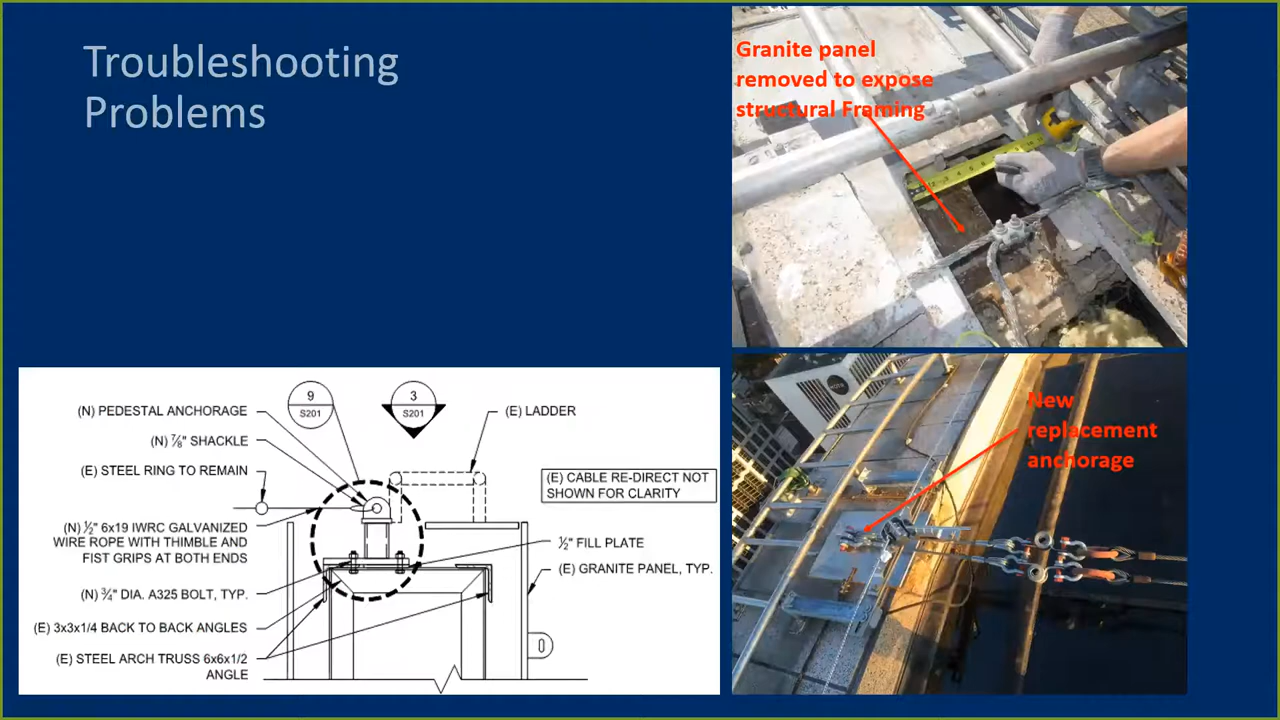 Troubleshooting
Problems
Granite panel
removed to expose
structural Framing
New
replacement
anchorage
9
S201
3
S201
(N) PEDESTAL ANCHORAGE
(N) ⅞" SHACKLE
(E) STEEL RING TO REMAIN
(N) ½" 6x19 IWRC GALVANIZED
WIRE ROPE WITH THIMBLE AND
FIST GRIPS AT BOTH ENDS
(N) ¾" DIA. A325 BOLT, TYP.
(E) 3x3x1/4 BACK TO BACK ANGLES
(E) STEEL ARCH TRUSS 6x6x1/2
ANGLE
(E) LADDER
(E) CABLE RE-DIRECT NOT
SHOWN FOR CLARITY
½" FILL PLATE
(E) GRANITE PANEL, TYP.